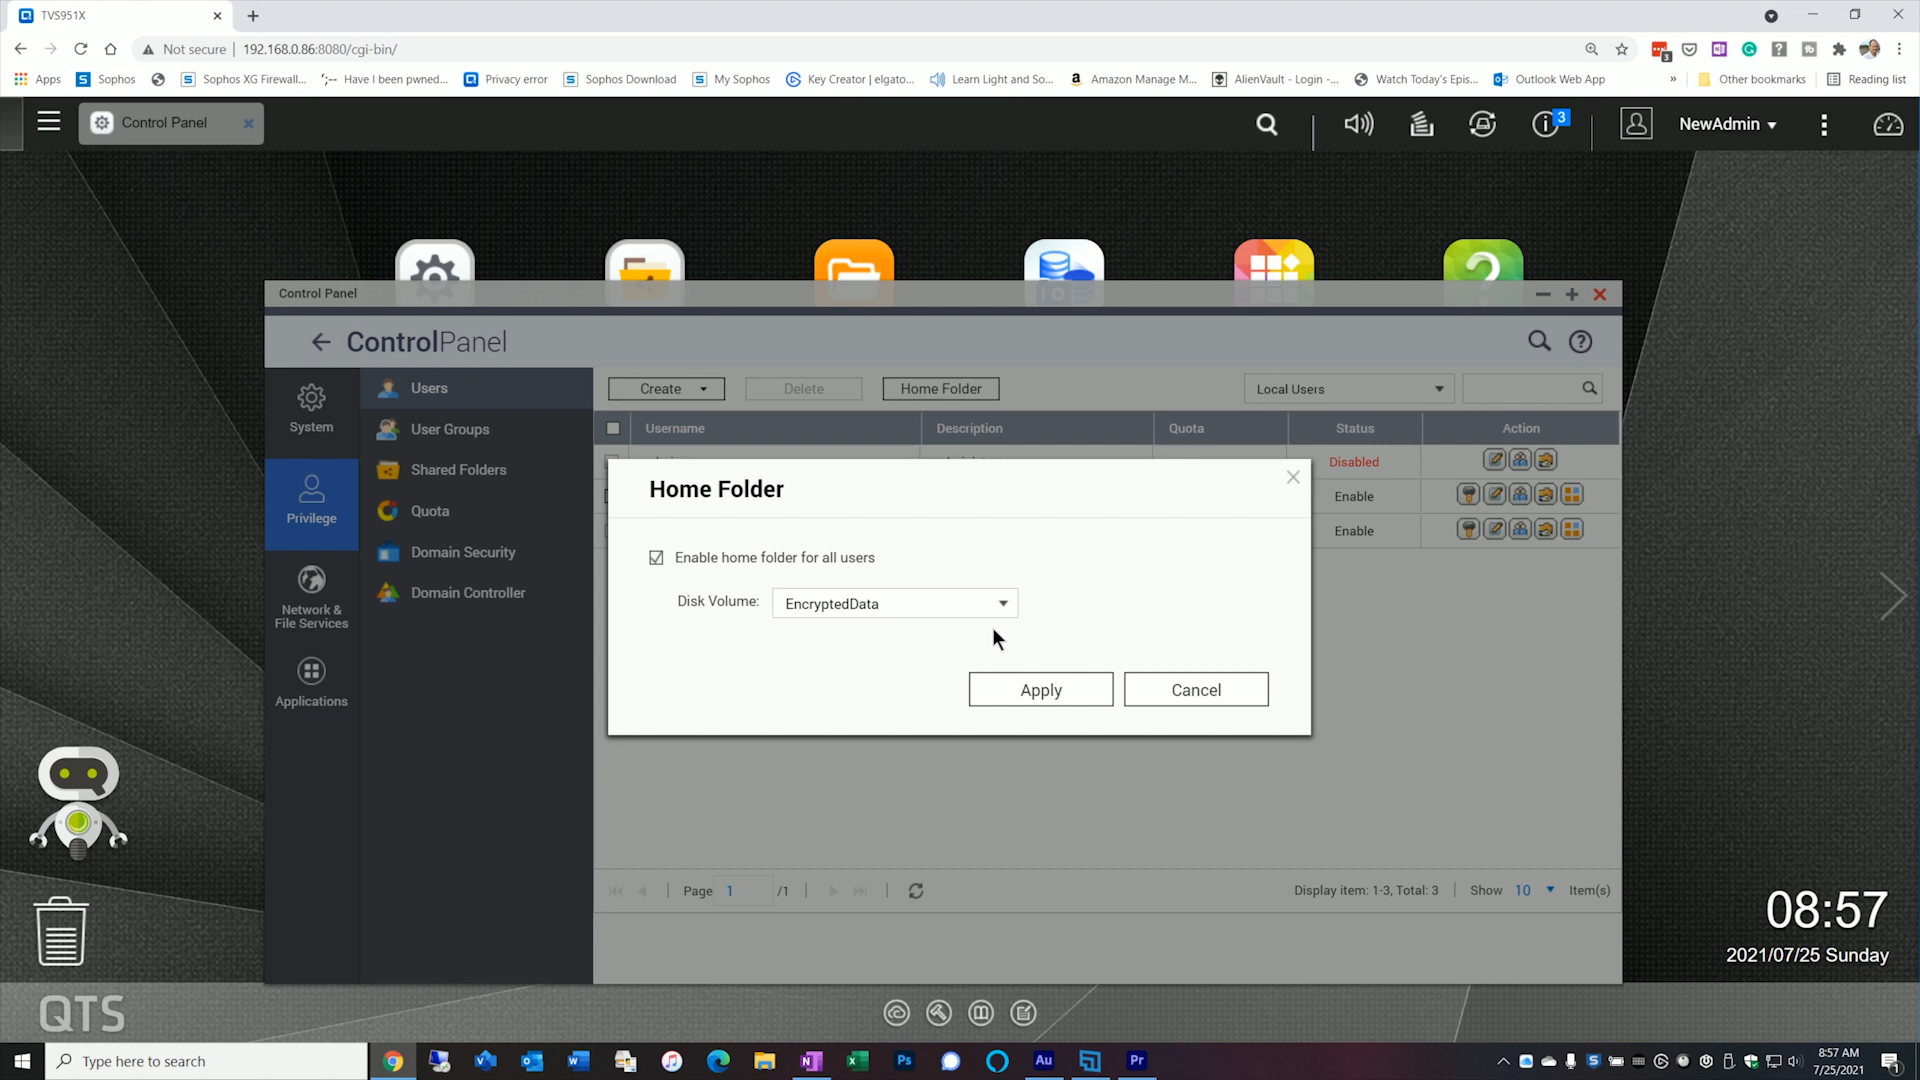 TVS951X
Not secure
192.168.0.86:8080/cgi-bin/
3
Apps
Sophos
Sophos XG Firewall...
Have I been pwned...
Privacy error
Sophos Download
My Sophos
Key Creator | elgato...
Learn Light and So...
Amazon Manage M...
AlienVault - Login -...
Watch Today's Epis...
Outlook Web App
»
Other bookmarks
Reading list
Control Panel
3
NewAdmin
Control Panel
ControlPanel
System
Privilege
Network &
File Services
Applications
Users
User Groups
Shared Folders
Quota
Domain Security
Domain Controller
Create
Delete
Home Folder
Local Users
Username
Description
Quota
Status
Action
Disabled
Enable
Enable
Home Folder
Enable home folder for all users
Disk Volume:
EncryptedData
Apply
Cancel
Page
1
/1
Display item: 1-3, Total: 3
Show
10
Item(s)
08:57
2021/07/25 Sunday
QTS
Type here to search
Ps
Au
Pr
8:57 AM
7/25/2021
1